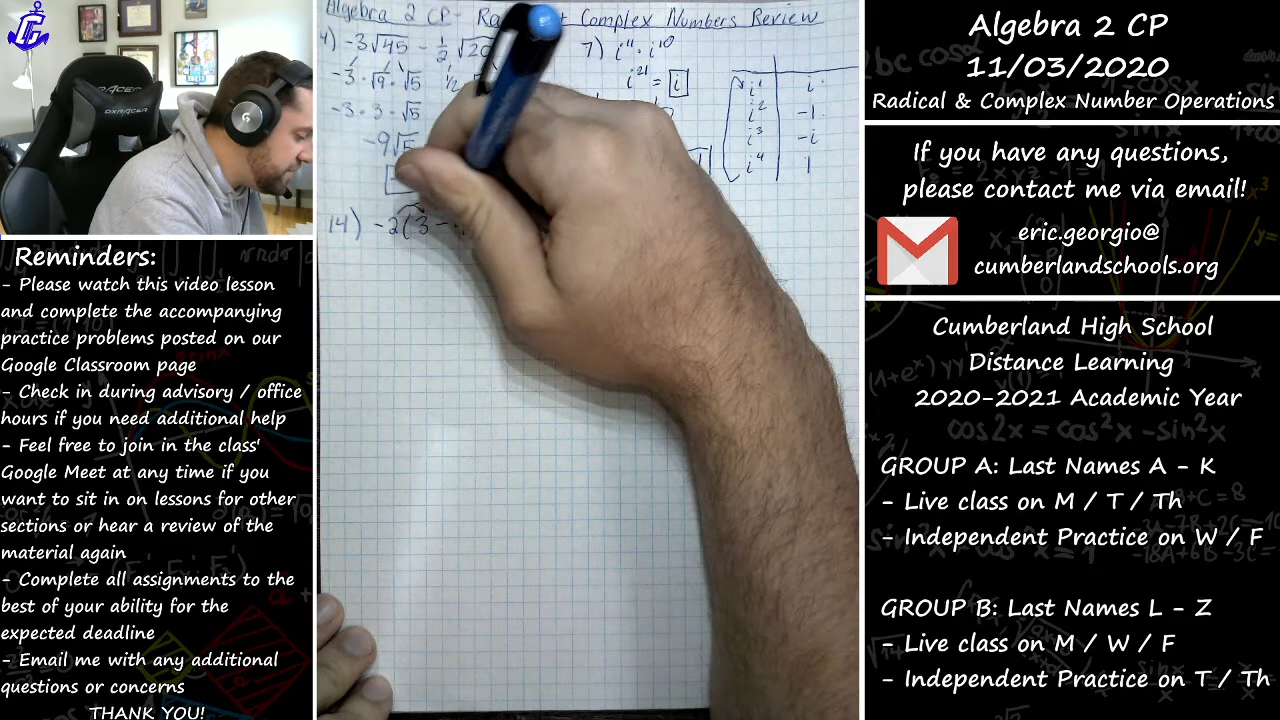 Algebra 2 CP
11/03/2020
Radical & Complex Number Operations
If you have any questions,
please contact me via email!
eric.georgio@
cumberlandschools.org
Cumberland High School
Distance Learning
2020-2021 Academic Year
GROUP A: Last Names A - K
- Live class on M / T / Th
- Independent Practice on W / F
GROUP B: Last Names L - Z
- Live class on M / W / F
- Independent Practice on T / Th
Reminders:
- Please watch this video lesson
and complete the accompanying
practice problems posted on our
Google Classroom page
- Check in during advisory / office
hours if you need additional help
- Feel free to join in the class'
Google Meet at any time if you
want to sit in on lessons for other
sections or hear a review of the
material again
- Complete all assignments to the
best of your ability for the
expected deadline
- Email me with any additional
questions or concerns
THANK YOU!
Algebra 2 CP - Complex Numbers Review
4) -3√45 - 1/2 √20
-3 · √9 · √5 1/2
-3 · 3 · √5
-9√5
14) -2(3 -
7) i¹¹ · i¹⁰
i²¹ = i
i¹ i
i² -1
i³ -i
i⁴ 1